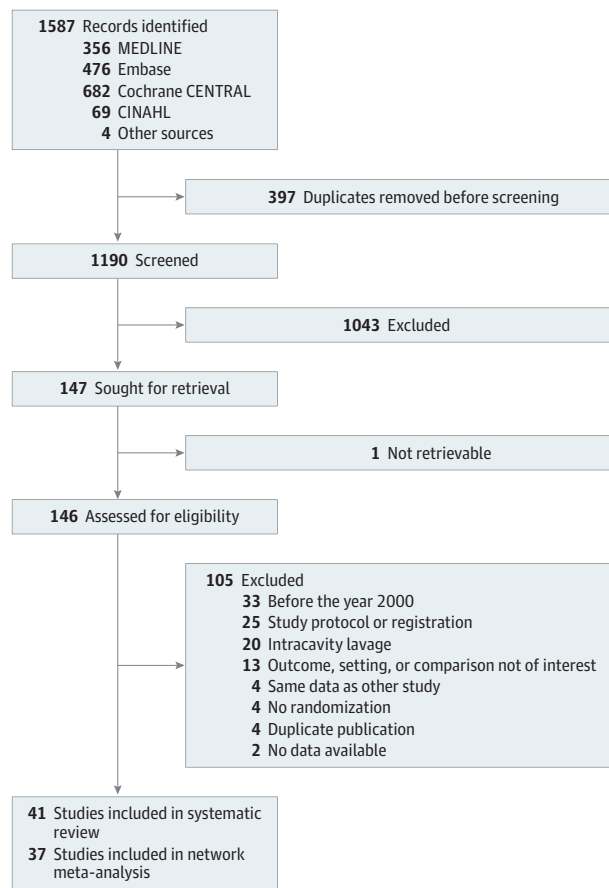 1587 Records identified
356 MEDLINE
476 Embase
682 Cochrane CENTRAL
69 CINAHL
4 Other sources
397 Duplicates removed before screening
1190 Screened
1043 Excluded
147 Sought for retrieval
1 Not retrievable
146 Assessed for eligibility
105 Excluded
33 Before the year 2000
25 Study protocol or registration
20 Intracavity lavage
13 Outcome, setting, or comparison not of interest
4 Same data as other study
4 No randomization
4 Duplicate publication
2 No data available
41 Studies included in systematic
review
37 Studies included in network
meta-analysis